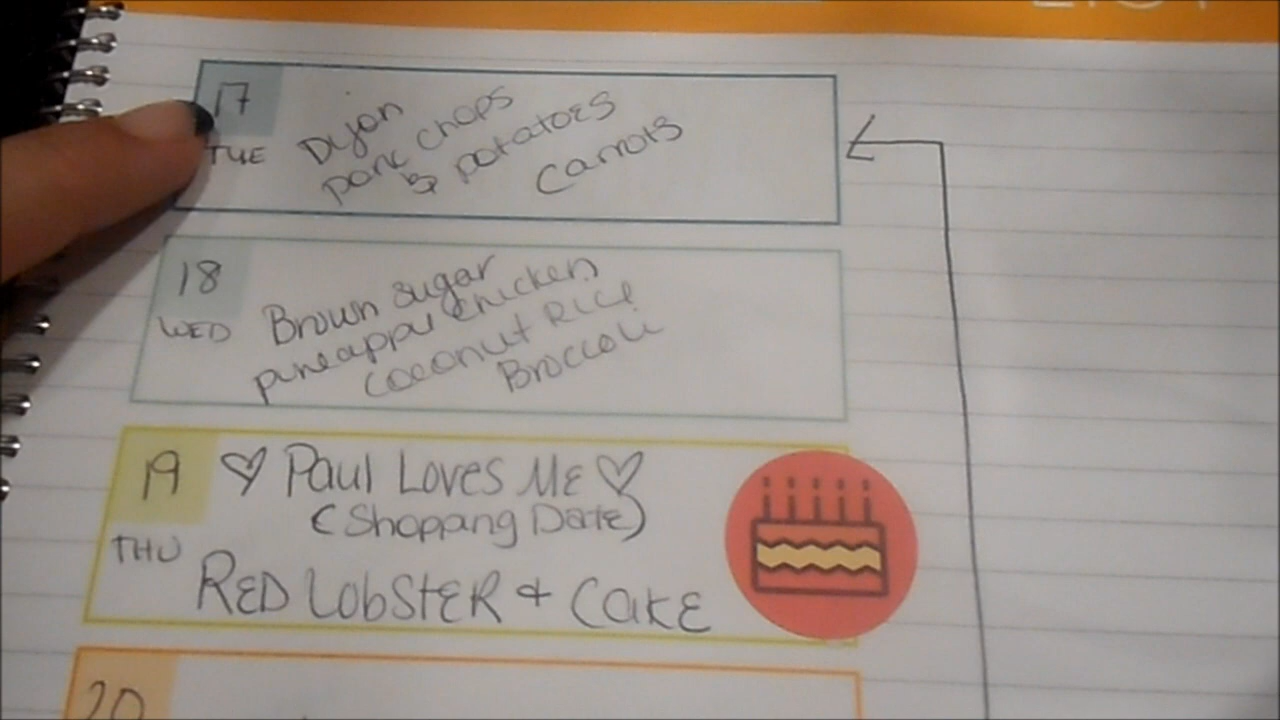 17
TUE
Dyon
pork chops
& potatoes
Carrots
18
WED
Brown sugar
pineapple chicken
coconut Rice
Broccoli
19
THU
♡ Paul Loves Me ♡
(Shopping Date)
RED LobSTER + CakE
20